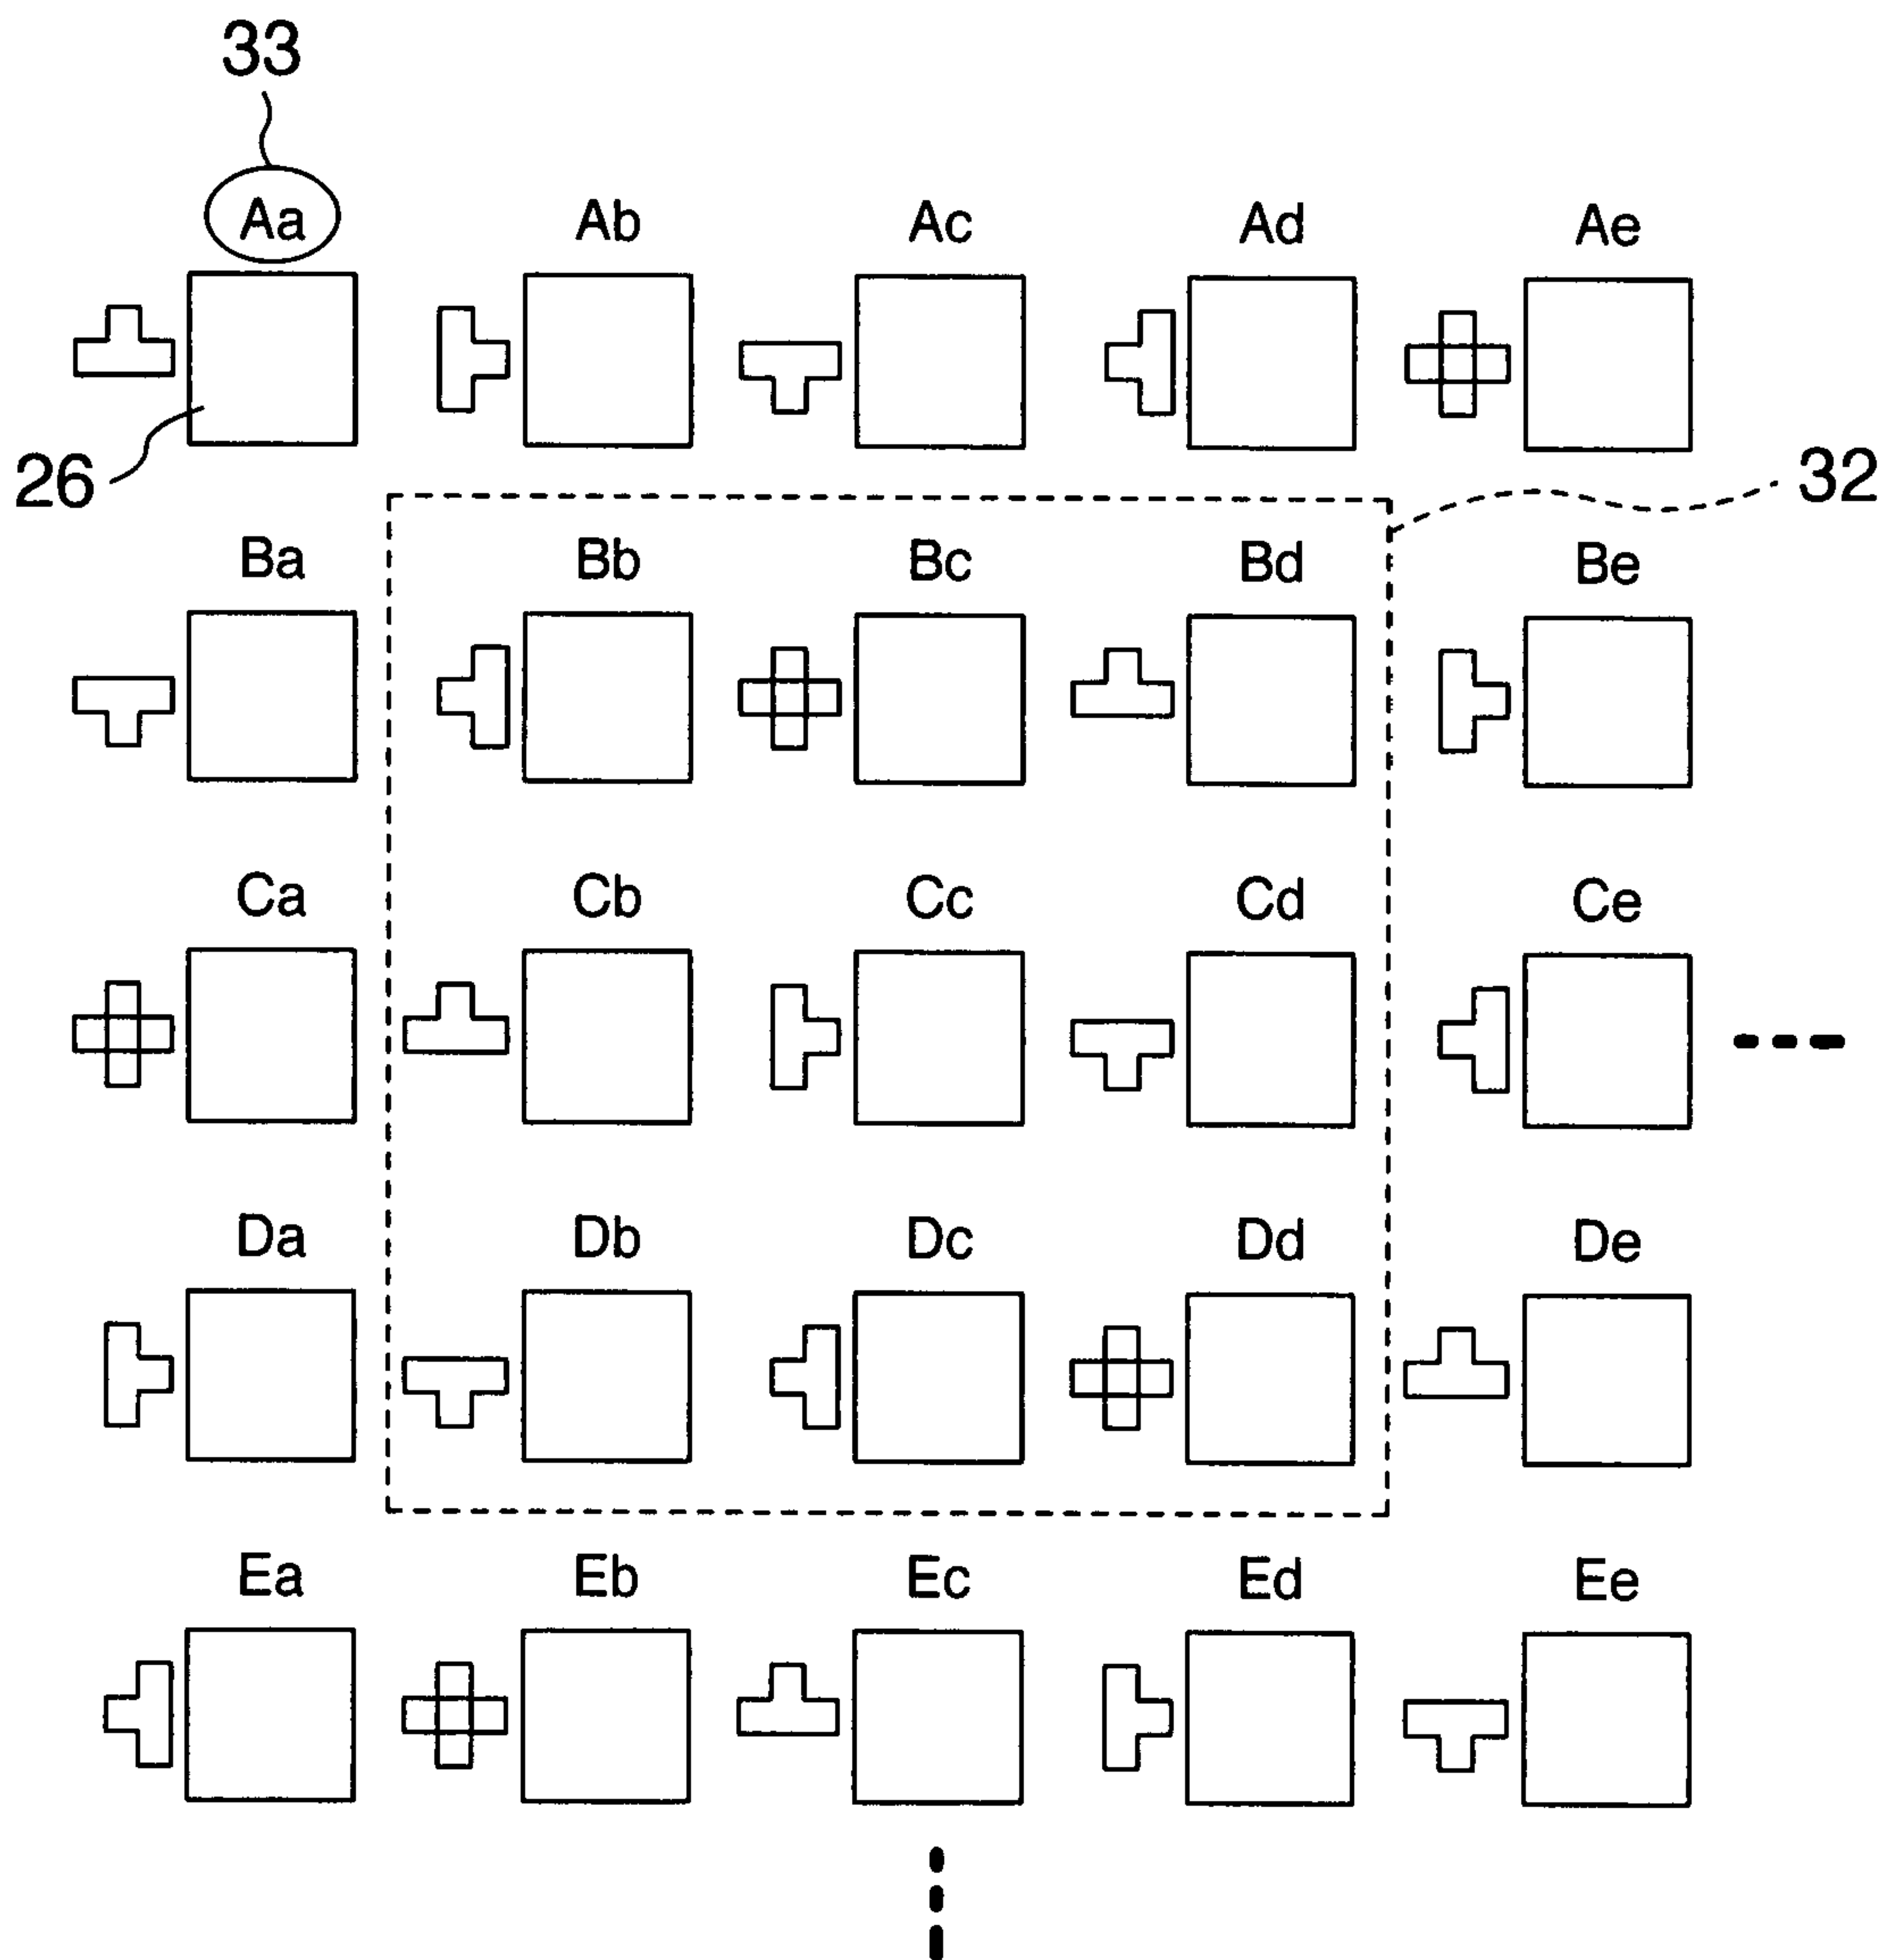 33
Aa Ab Ac Ad Ae
26
32
Ba Bb Bc Bd Be
Ca Cb Cc Cd Ce
Da Db Dc Dd De
Ea Eb Ec Ed Ee